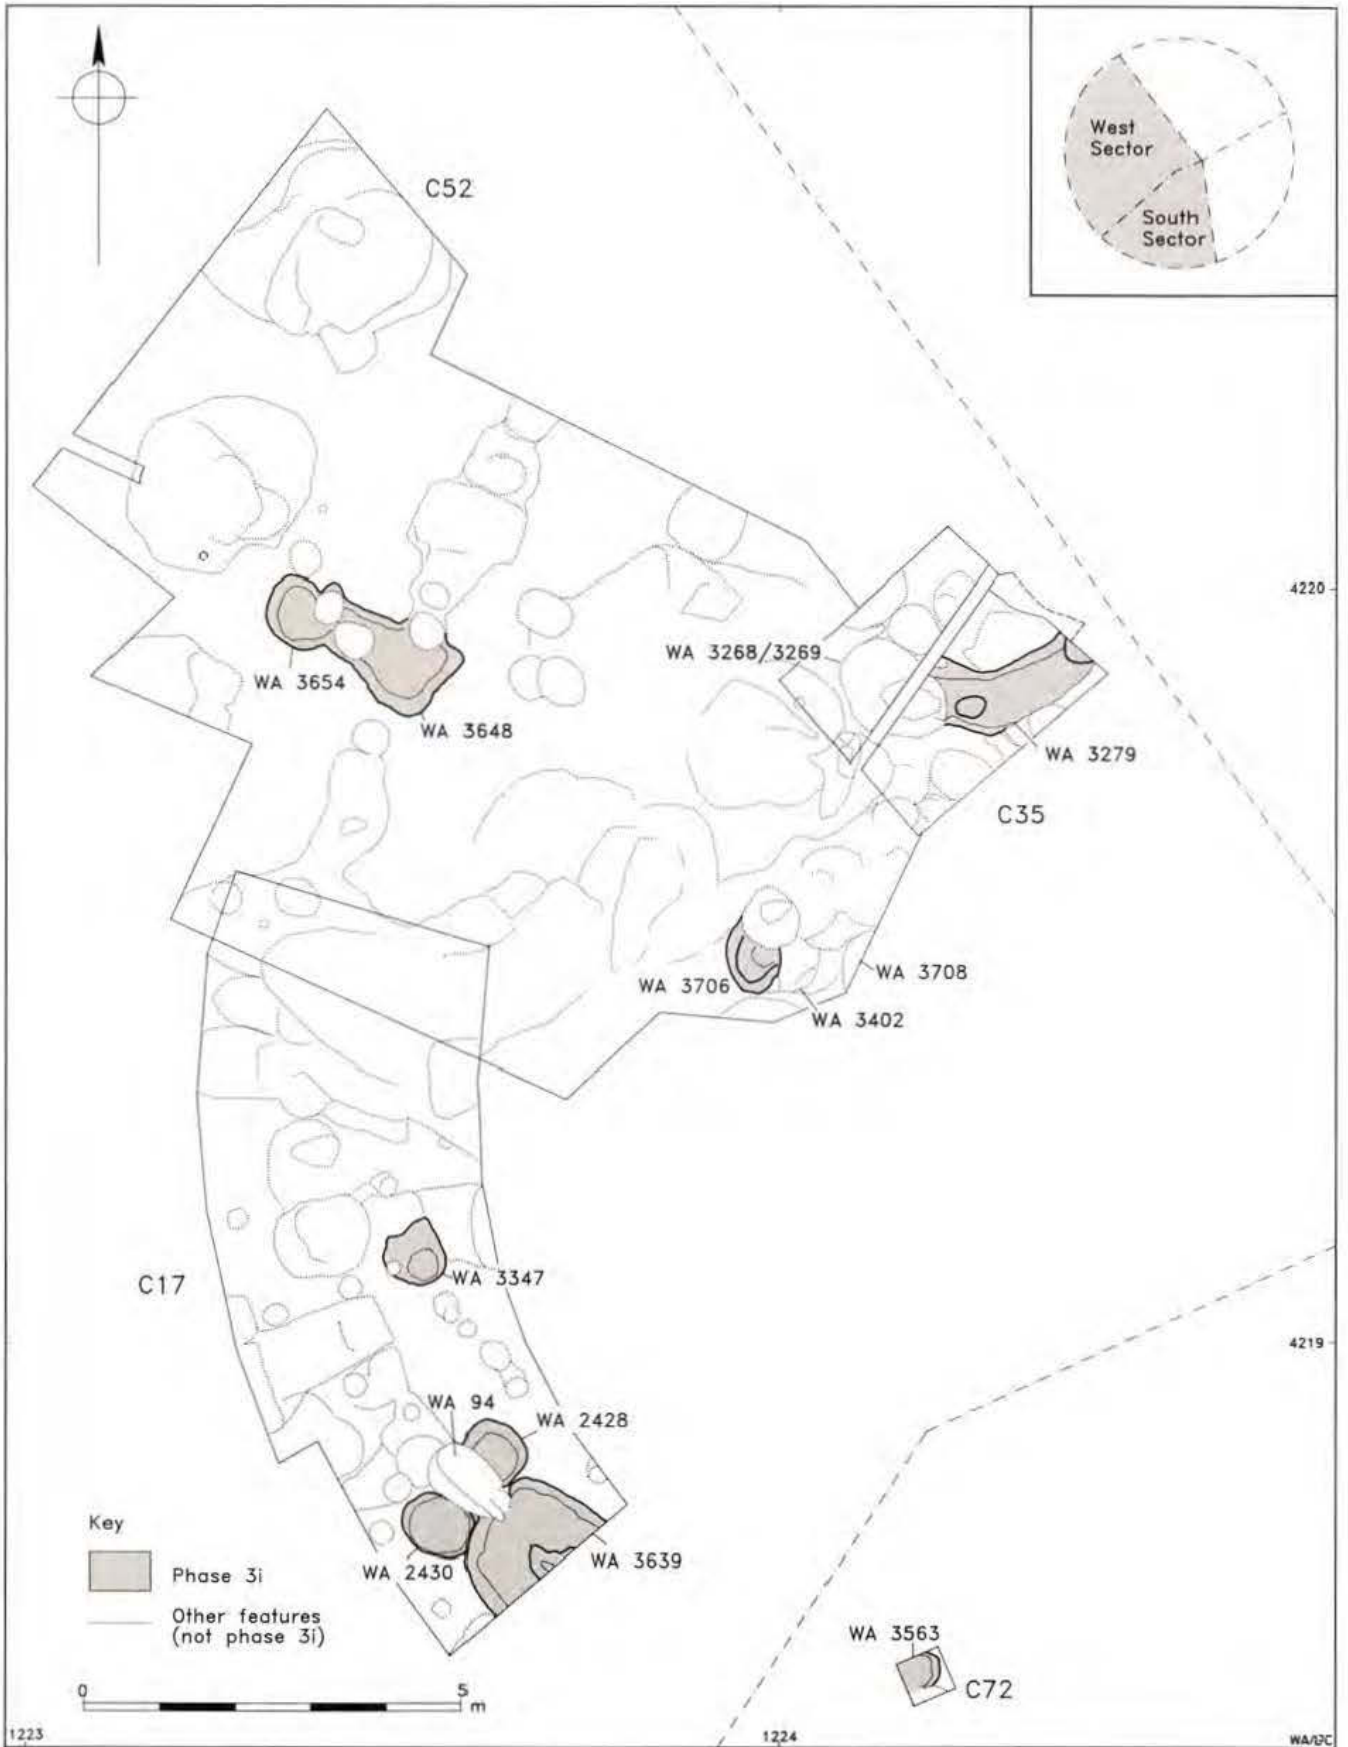 West
Sector
South
Sector
C52
4220
WA 3268/3269
WA 3654
WA 3648
WA 3279
C35
WA 3708
WA 3706
WA 3402
WA 3347
C17
4219
WA 94
WA 2428
Key
Phase 3i
WA 2430
WA 3639
Other features
(not phase 3i)
WA 3563
C72
0
5
m
1223
1224